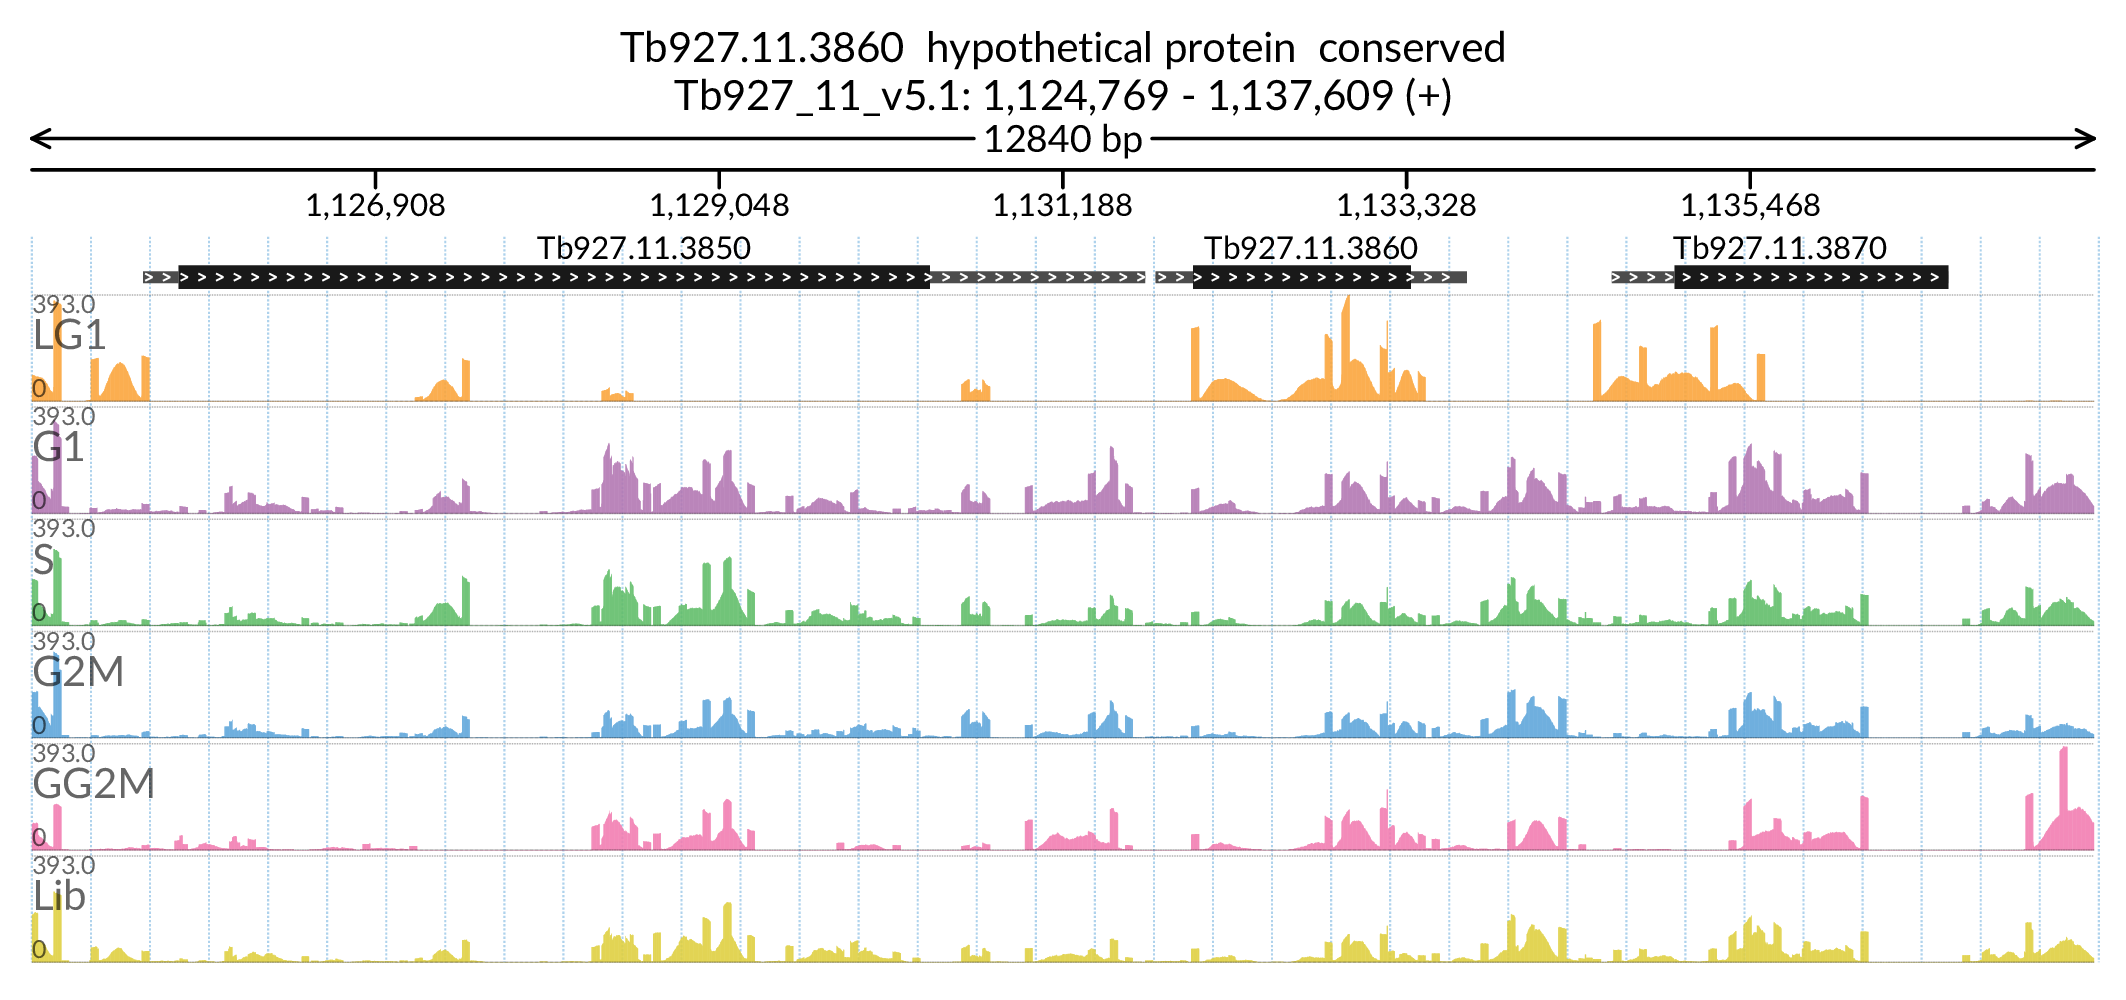 Tb927.11.3860 hypothetical protein conserved
Tb927_11_v5.1: 1,124,769 - 1,137,609 (+)
12840 bp
1,126,908 1,129,048 1,131,188 1,133,328 1,135,468
Tb927.11.3850 Tb927.11.3860 Tb927.11.3870
393.0
LG1
0
393.0
G1
0
393.0
S
0
393.0
G2M
0
393.0
GG2M
0
393.0
Lib
0